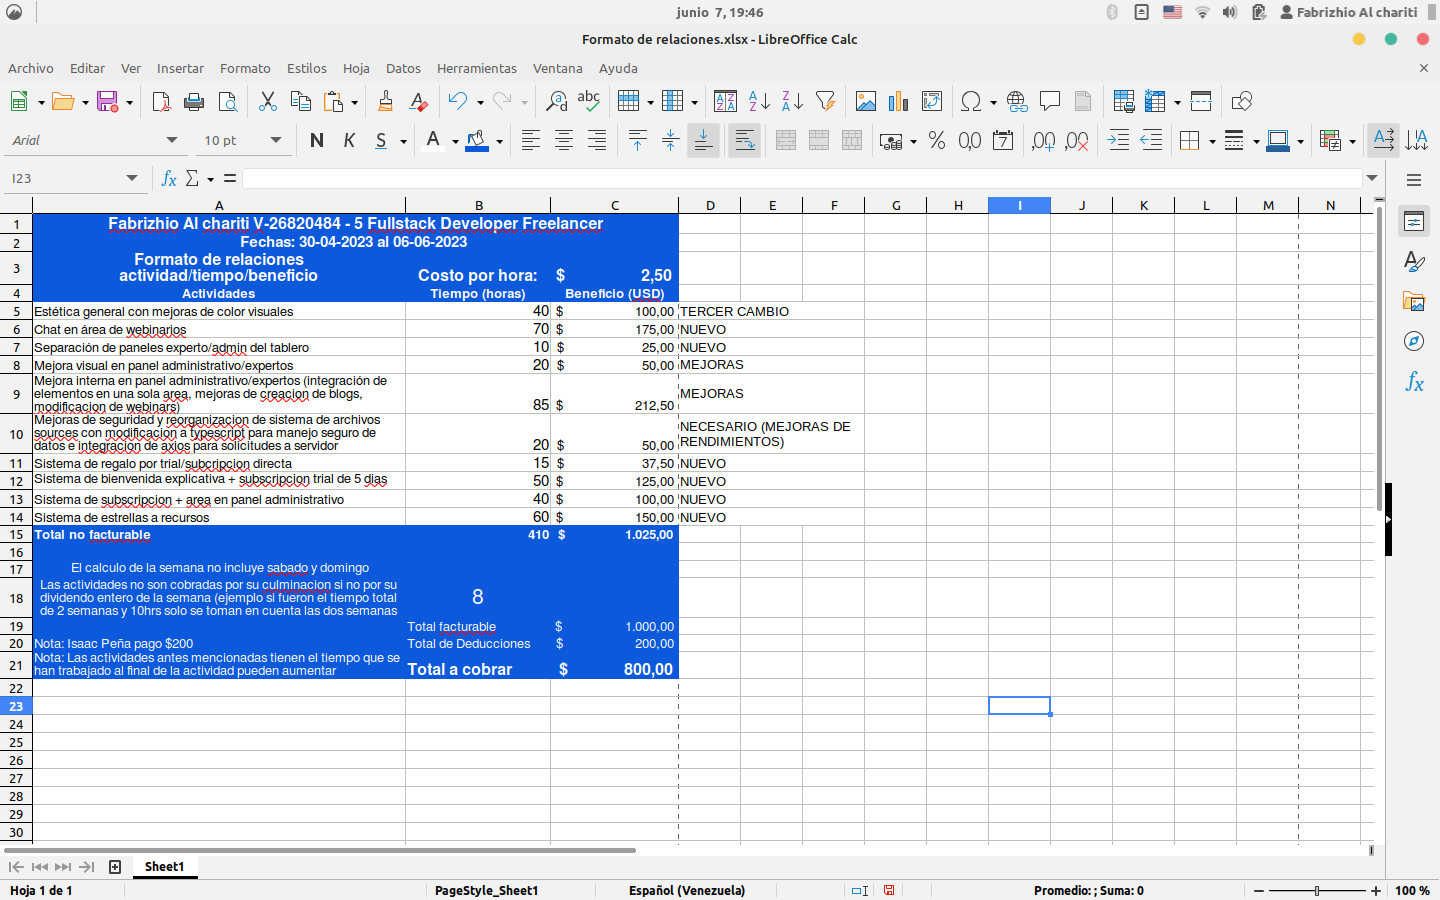 junio 7, 19:46
Fabrizhio Al chariti
Formato de relaciones.xlsx - LibreOffice Calc
Archivo Editar Ver Insertar Formato Estilos Hoja Datos Herramientas Ventana Ayuda
Arial 10 pt N K S A
I23
A B C D E F G H I J K L M N
1 Fabrizhio Al chariti V-26820484 - 5 Fullstack Developer Freelancer
2 Fechas: 30-04-2023 al 06-06-2023
Formato de relaciones
3 actividad/tiempo/beneficio Costo por hora: $ 2,50
4 Actividades Tiempo (horas) Beneficio (USD)
5 Estética general con mejoras de color visuales 40 $ 100,00 TERCER CAMBIO
6 Chat en área de webinarios 70 $ 175,00 NUEVO
7 Separación de paneles experto/admin del tablero 10 $ 25,00 NUEVO
8 Mejora visual en panel administrativo/expertos 20 $ 50,00 MEJORAS
Mejora interna en panel administrativo/expertos (integración de
9 elementos en una sola area, mejoras de creacion de blogs, MEJORAS
modificacion de webinars) 85 $ 212,50
Mejoras de seguridad y reorganizacion de sistema de archivos
10 sources con modificacion a typescript para manejo seguro de NECESARIO (MEJORAS DE
datos e integracion de axios para solicitudes a servidor 20 $ 50,00 RENDIMIENTOS)
11 Sistema de regalo por trial/subcripcion directa 15 $ 37,50 NUEVO
12 Sistema de bienvenida explicativa + subscripcion trial de 5 dias 50 $ 125,00 NUEVO
13 Sistema de subscripcion + area en panel administrativo 40 $ 100,00 NUEVO
14 Sistema de estrellas a recursos 60 $ 150,00 NUEVO
15 Total no facturable 410 $ 1.025,00
16
17 El calculo de la semana no incluye sabado y domingo
Las actividades no son cobradas por su culminacion si no por su
18 dividendo entero de la semana (ejemplo si fueron el tiempo total 8
de 2 semanas y 10hrs solo se toman en cuenta las dos semanas
19 Total facturable $ 1.000,00
20 Nota: Isaac Peña pago $200 Total de Deducciones $ 200,00
Nota: Las actividades antes mencionadas tienen el tiempo que se
21 han trabajado al final de la actividad pueden aumentar Total a cobrar $ 800,00
22
23
24
25
26
27
28
29
30
Sheet1
Hoja 1 de 1 PageStyle_Sheet1 Español (Venezuela) Promedio: ; Suma: 0 100 %